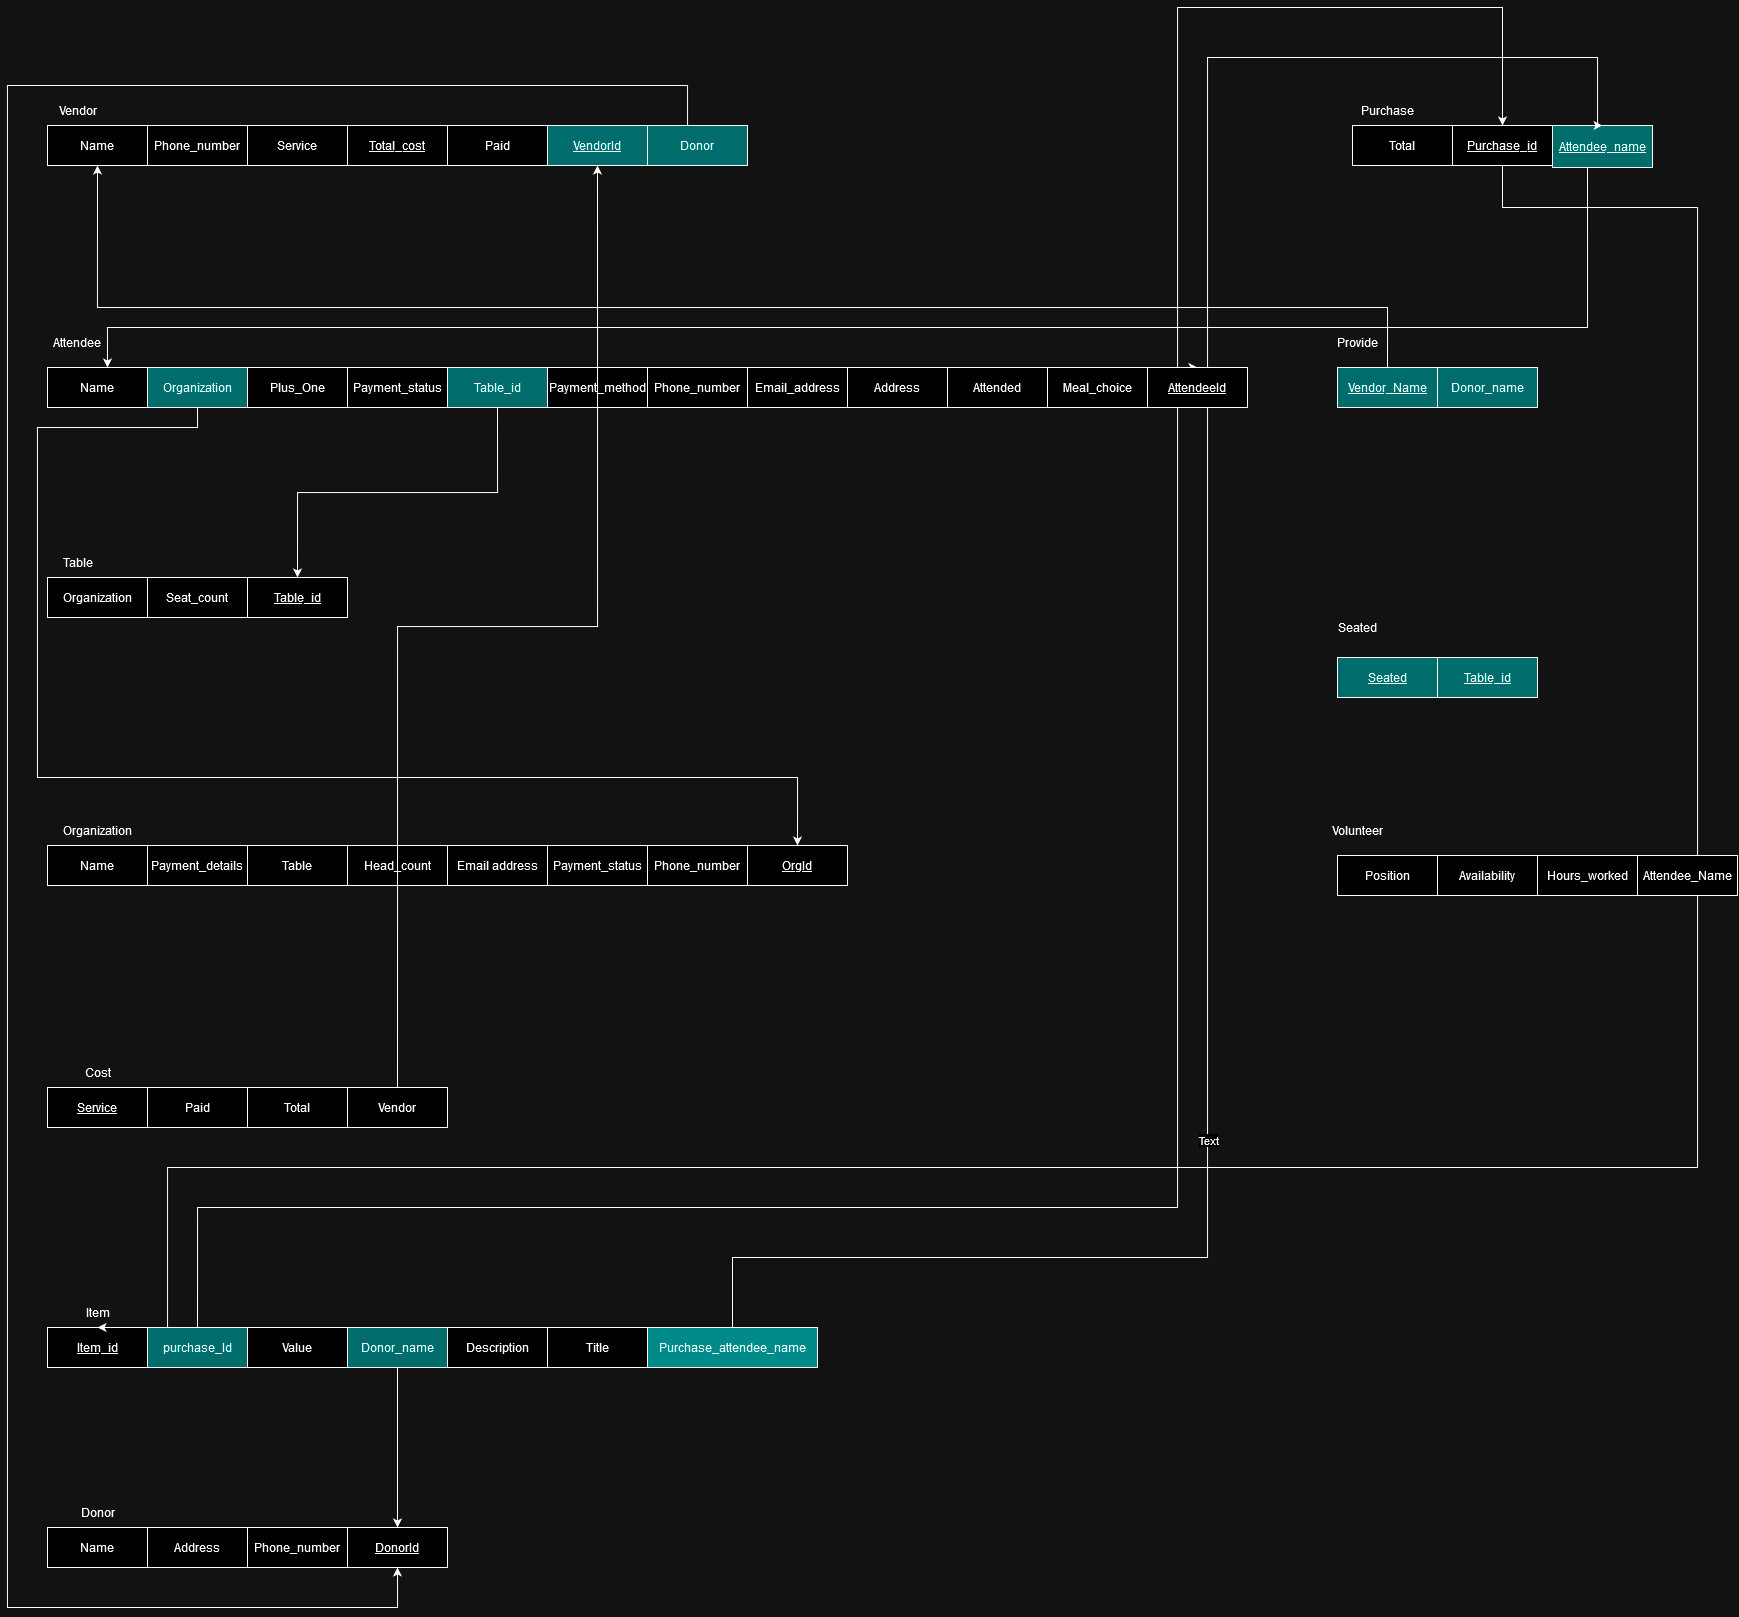 Vendor
Name Phone_number Service Total_cost Paid VendorId Donor
Purchase
Total Purchase_id Attendee_name
Attendee
Name Organization Plus_One Payment_status Table_id Payment_method Phone_number Email_address Address Attended Meal_choice AttendeeId
Provide
Vendor_Name Donor_name
Table
Organization Seat_count Table_id
Seated
Seated Table_id
Organization
Name Payment_details Table Head_count Email address Payment_status Phone_number OrgId
Volunteer
Position Availability Hours_worked Attendee_Name
Cost
Service Paid Total Vendor
Text
Item
Item_id purchase_Id Value Donor_name Description Title Purchase_attendee_name
Donor
Name Address Phone_number DonorId